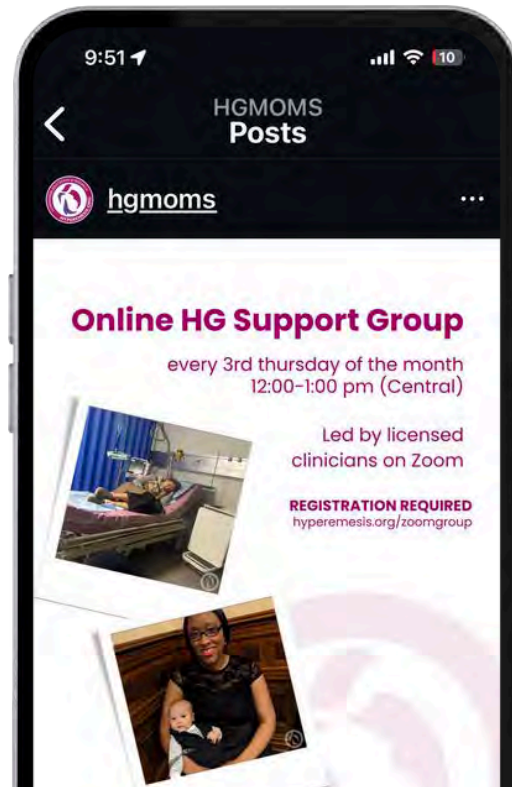 9:51
10
HGMOMS
Posts
hgmoms
Online HG Support Group
every 3rd thursday of the month
12:00-1:00 pm (Central)
Led by licensed
clinicians on Zoom
REGISTRATION REQUIRED
hyperemesis.org/zoomgroup